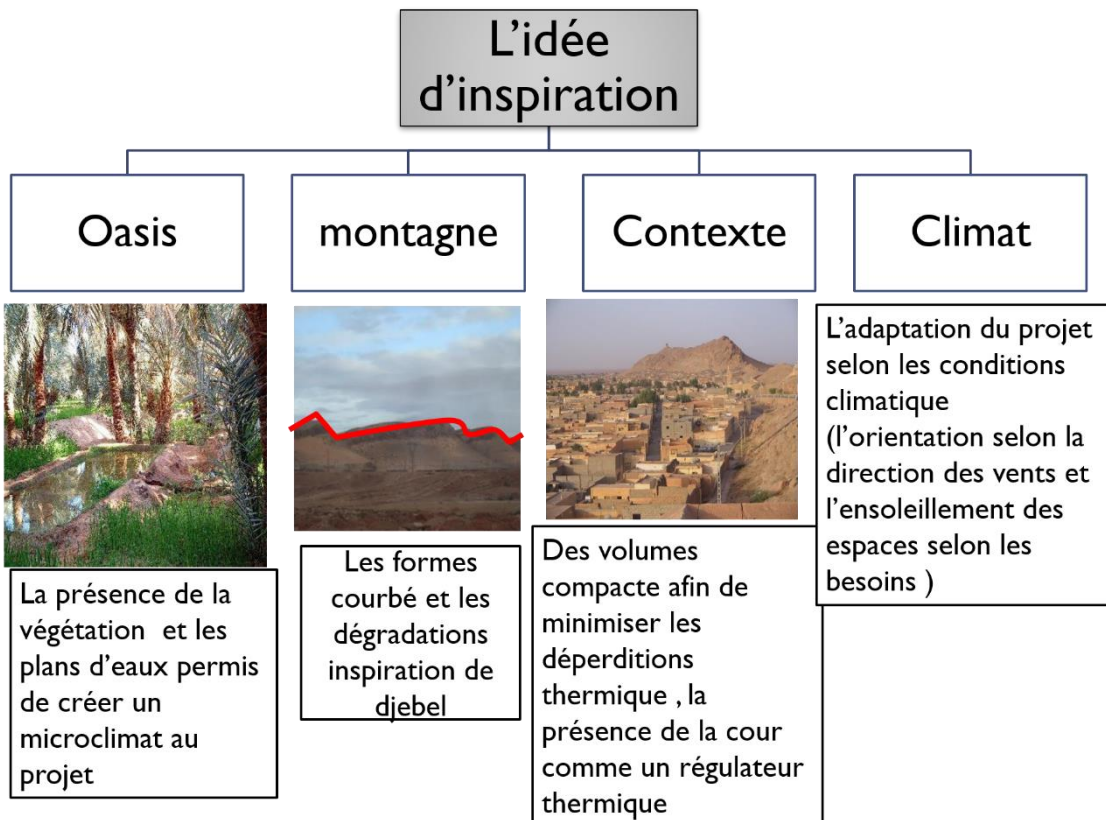 L'idée
d'inspiration
Oasis
montagne
Contexte
Climat
La présence de la
végétation et les
plans d'eaux permis
de créer un
microclimat au
projet
Les formes
courbé et les
dégradations
inspiration de
djebel
Des volumes
compacte afin de
minimiser les
déperditions
thermique , la
présence de la cour
comme un régulateur
thermique
L'adaptation du projet
selon les conditions
climatique
(l'orientation selon la
direction des vents et
l'ensoleillement des
espaces selon les
besoins )